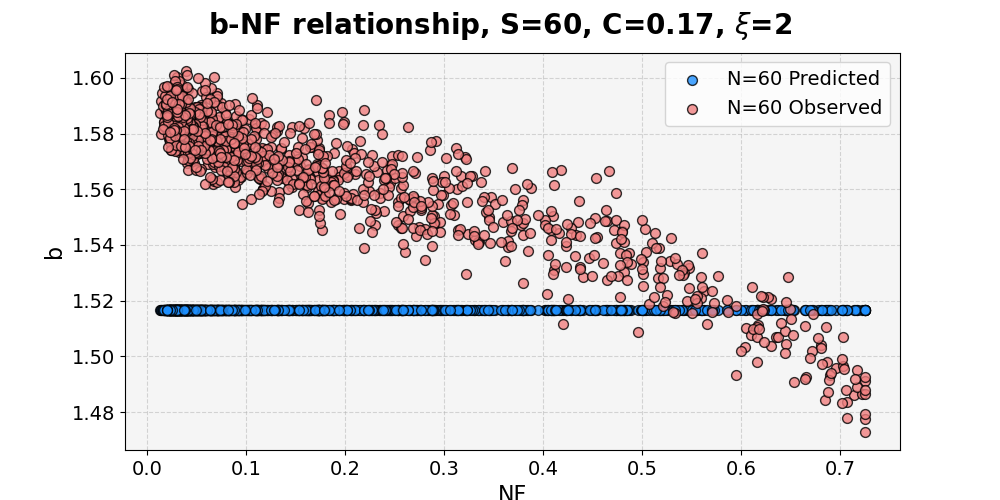 b-NF relationship, S=60, C=0.17, ξ=2
N=60 Predicted
N=60 Observed
1.60
1.58
1.56
1.54
1.52
1.50
1.48
b
0.0 0.1 0.2 0.3 0.4 0.5 0.6 0.7
NF